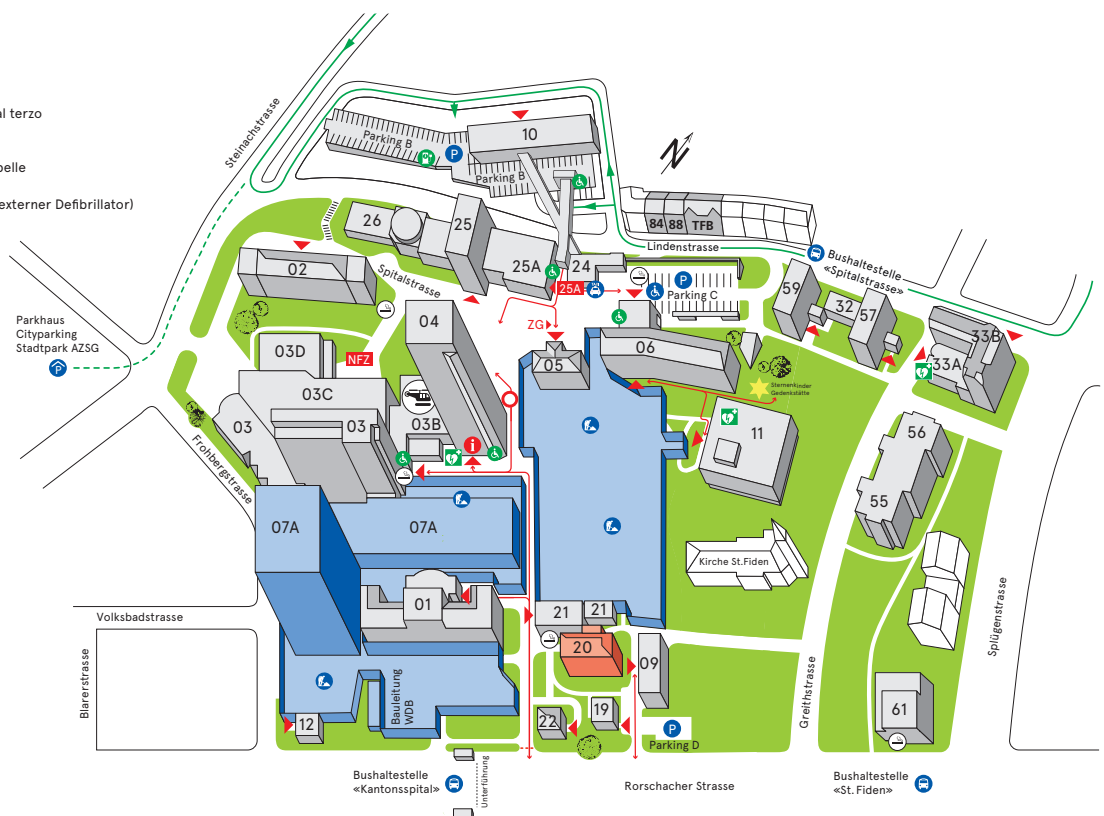 al terzo
pelle
externer Defibrillator)
Steinachstrasse
Parking B
P
10
Parking B
N
84
88
TFB
Lindenstrasse
Bushaltestelle
«Spitalstrasse»
26
25
25A
24
25A
P
Parking C
02
Spitalstrasse
ZG
59
32
57
33B
33A
Parkhaus
Cityparking
Stadtpark AZSG
P
04
03D
NFZ
05
06
Sternenkinder
Gedenkstätte
03C
03
03
03B
i
11
56
55
Frohbergstrasse
07A
07A
Kirche St.Fiden
01
21
21
20
09
Volksbadstrasse
Blarerstrasse
Bauleitung
WDB
12
22
19
P
Parking D
61
Greithstrasse
Splügenstrasse
Unterführung
Bushaltestelle
«Kantonsspital»
Rorschacher Strasse
Bushaltestelle
«St. Fiden»